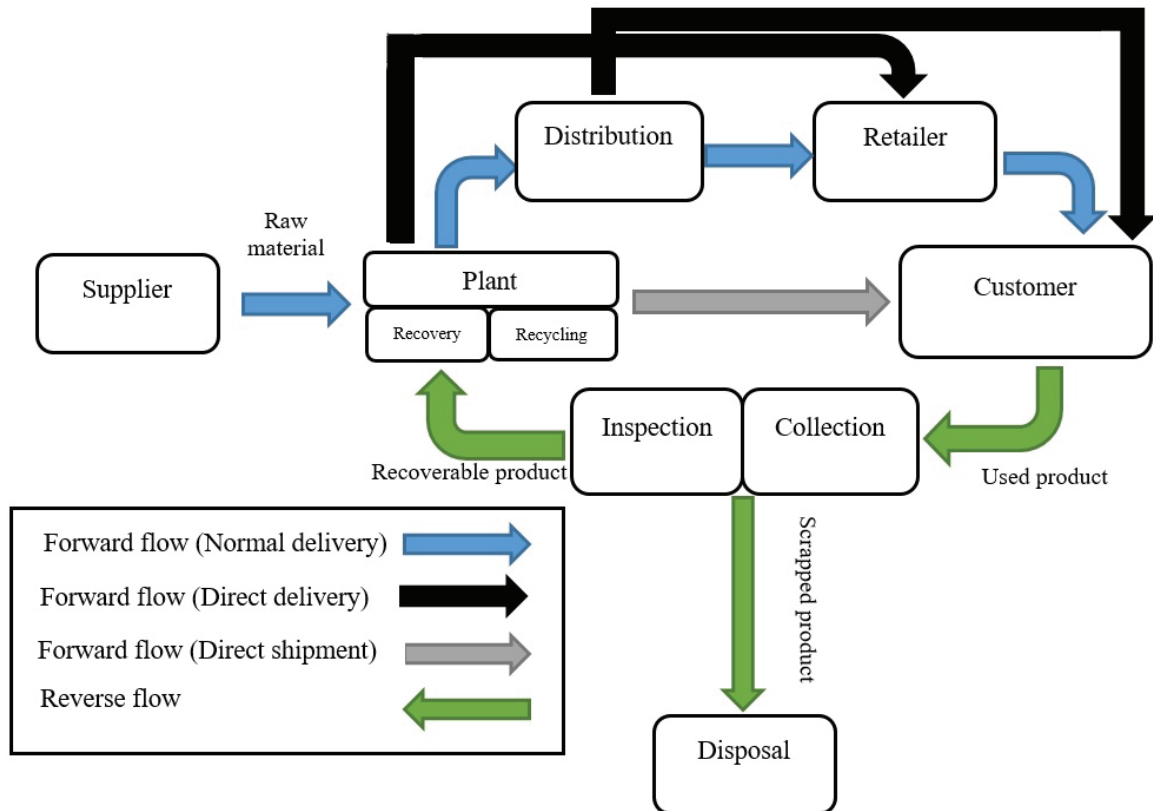 Distribution
Retailer
Raw
material
Supplier
Plant
Customer
Recovery
Recycling
Inspection
Collection
Recoverable product
Used product
Scrapped product
Forward flow (Normal delivery)
Forward flow (Direct delivery)
Forward flow (Direct shipment)
Reverse flow
Disposal